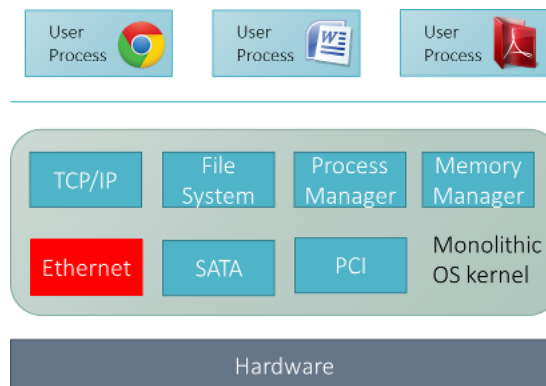 User
Process
User
Process
W
User
Process
TCP/IP
File
System
Process
Manager
Memory
Manager
Ethernet
SATA
PCI
Monolithic
OS kernel
Hardware